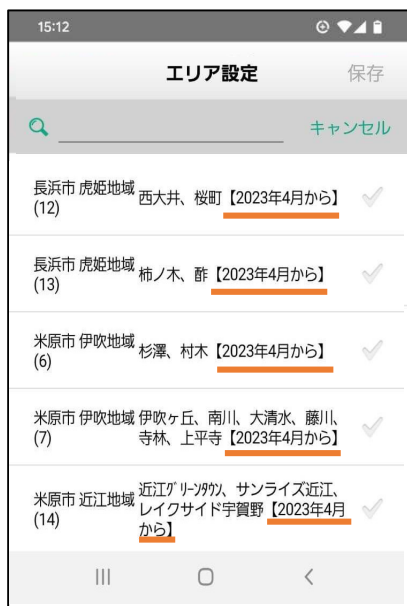 15:12
エリア設定
保存
キャンセル
長浜市 虎姫地域
(12)
西大井、桜町【2023年4月から】
長浜市 虎姫地域
(13)
柿ノ木、酢【2023年4月から】
米原市 伊吹地域
(6)
杉澤、村木【2023年4月から】
米原市 伊吹地域
(7)
伊吹ヶ丘、南川、大清水、藤川、
寺林、上平寺【2023年4月から】
米原市 近江地域
(14)
近江グリーンタウン、サンライズ近江、
レイクサイド宇賀野【2023年4月
から】